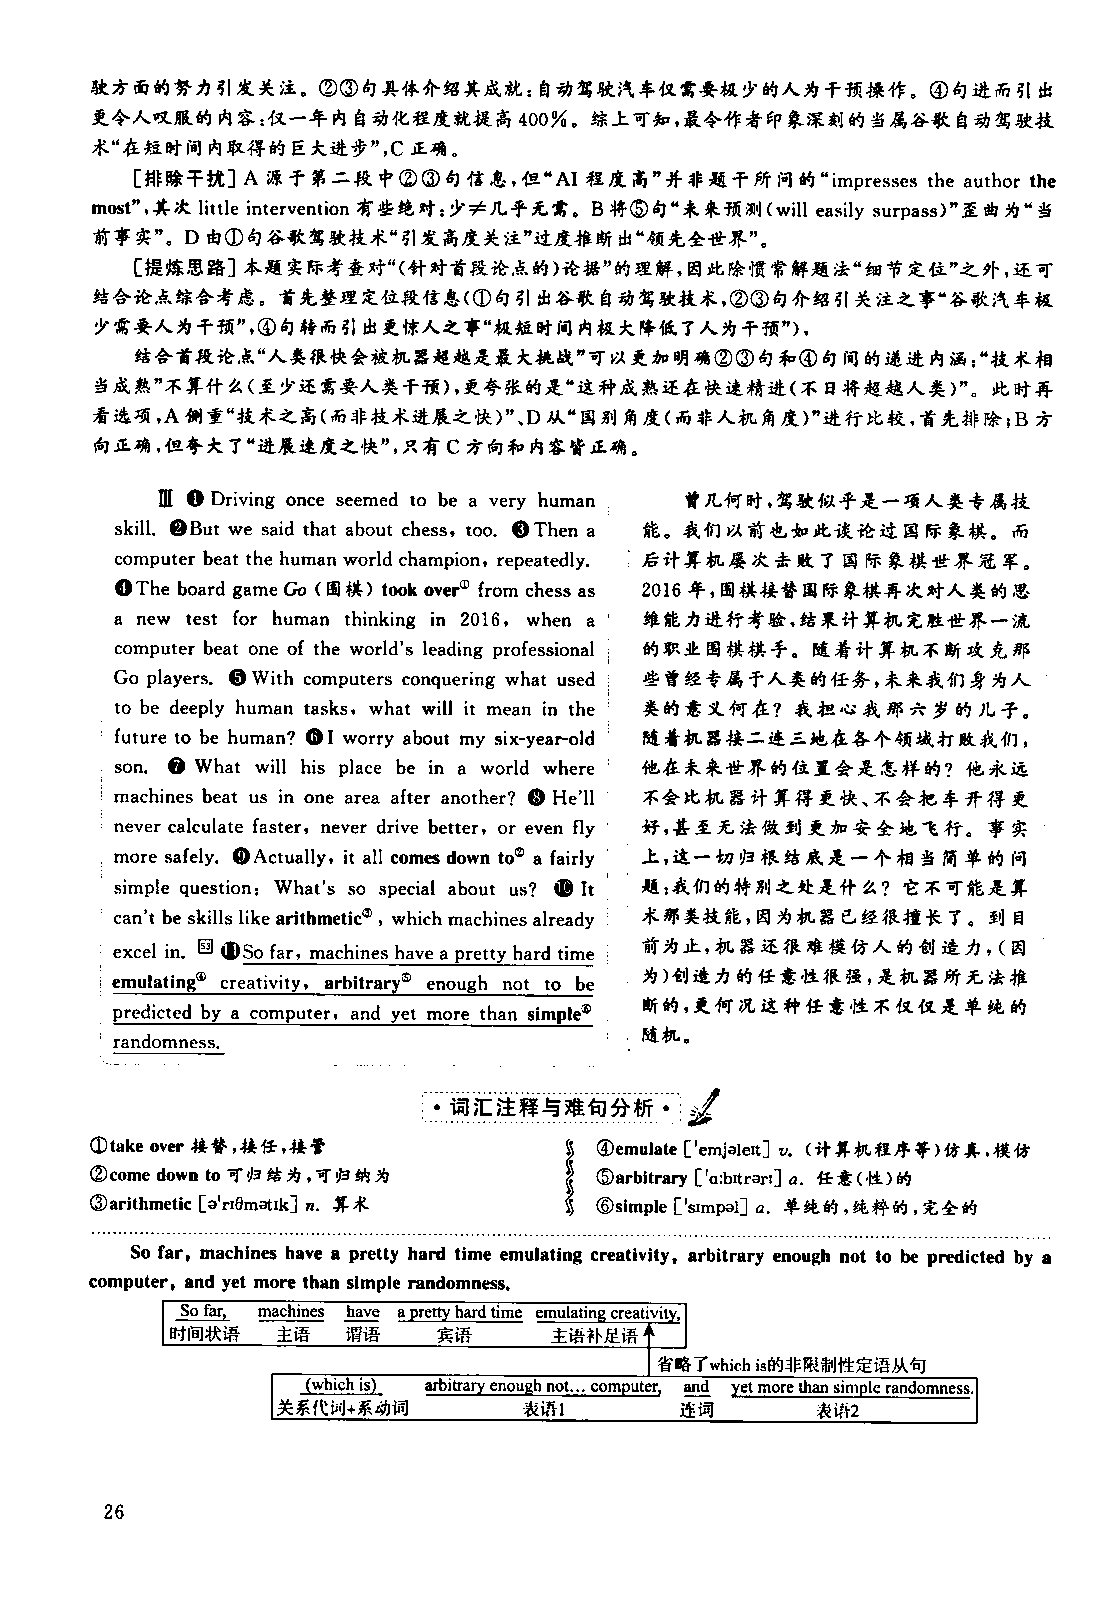 驶方面的努力引发关注。②③句具体介绍其成就:自动驾驶汽车仅需要极少的人为干预操作。④句进而引出
更令人叹服的内容:仅一年内自动化程度就提高400%。综上可知,最令作者印象深刻的当属谷歌自动驾驶技
术“在短时间内取得的巨大进步”,C正确。
[排除干扰] A 源于第二段中②③句信息,但“AI 程度高”并非题干所问的“impresses the author the
most”,其次 little intervention 有些绝对:少≠几乎无需。B将⑤句“未来预测(will easily surpass)”歪曲为“当
前事实”。D由①句谷歌驾驶技术“引发高度关注”过度推断出“领先全世界”。
[提炼思路] 本题实际考查对“(针对首段论点的)论据”的理解,因此除惯常解题法“细节定位”之外,还可
结合论点综合考虑。首先整理定位段信息(①句引出谷歌自动驾驶技术,②③句介绍引关注之事“谷歌汽车极
少需要人为干预”,④句转而引出更惊人之事“极短时间内极大降低了人为干预”)。
结合首段论点“人类很快会被机器超越是最大挑战”可以更加明确②③句和④句间的递进内涵:“技术相
当成熟”不算什么(至少还需要人类干预),更夸张的是“这种成熟还在快速精进(不日将超越人类)”。此时再
看选项,A侧重“技术之高(而非技术进展之快)”、D从“国别角度(而非人机角度)”进行比较,首先排除;B方
向正确,但夸大了“进展速度之快”,只有C方向和内容皆正确。
Ⅲ ❶Driving once seemed to be a very human
skill. ❷But we said that about chess, too. ❸Then a
computer beat the human world champion, repeatedly.
❹The board game Go (围棋) took over① from chess as
a new test for human thinking in 2016, when a
computer beat one of the world's leading professional
Go players. ❺With computers conquering what used
to be deeply human tasks, what will it mean in the
future to be human? ❻I worry about my six-year-old
son. ❼What will his place be in a world where
machines beat us in one area after another? ❽He'll
never calculate faster, never drive better, or even fly
more safely. ❾Actually, it all comes down to② a fairly
simple question: What's so special about us? ❿It
can't be skills like arithmetic③, which machines already
excel in. 53 ⓫So far, machines have a pretty hard time
emulating④ creativity, arbitrary⑤ enough not to be
predicted by a computer, and yet more than simple⑥
randomness.
曾几何时,驾驶似乎是一项人类专属技
能。我们以前也如此谈论过国际象棋。而
后计算机屡次击败了国际象棋世界冠军。
2016年,围棋接替国际象棋再次对人类的思
维能力进行考验,结果计算机完胜世界一流
的职业围棋棋手。随着计算机不断攻克那
些曾经专属于人类的任务,未来我们身为人
类的意义何在?我担心我那六岁的儿子。
随着机器接二连三地在各个领域打败我们,
他在未来世界的位置会是怎样的?他永远
不会比机器计算得更快、不会把车开得更
好,甚至无法做到更加安全地飞行。事实
上,这一切归根结底是一个相当简单的问
题:我们的特别之处是什么?它不可能是算
术那类技能,因为机器已经很擅长了。到目
前为止,机器还很难模仿人的创造力,(因
为)创造力的任意性很强,是机器所无法推
断的,更何况这种任意性不仅仅是单纯的
随机。
·词汇注释与难句分析·
①take over 接替,接任,接管
②come down to 可归结为,可归纳为
③arithmetic [ə'rɪθmətɪk] n. 算术
④emulate ['emjəleɪt] v. (计算机程序等)仿真,模仿
⑤arbitrary ['ɑ:bɪtrərɪ] a. 任意(性)的
⑥simple ['sɪmpəl] a. 单纯的,纯粹的,完全的
So far, machines have a pretty hard time emulating creativity, arbitrary enough not to be predicted by a
computer, and yet more than simple randomness.
So far, machines have a pretty hard time emulating creativity,
时间状语 主语 谓语 宾语 主语补足语
省略了which is的非限制性定语从句
(which is) arbitrary enough not... computer, and yet more than simple randomness.
关系代词+系动词 表语1 连词 表语2
26